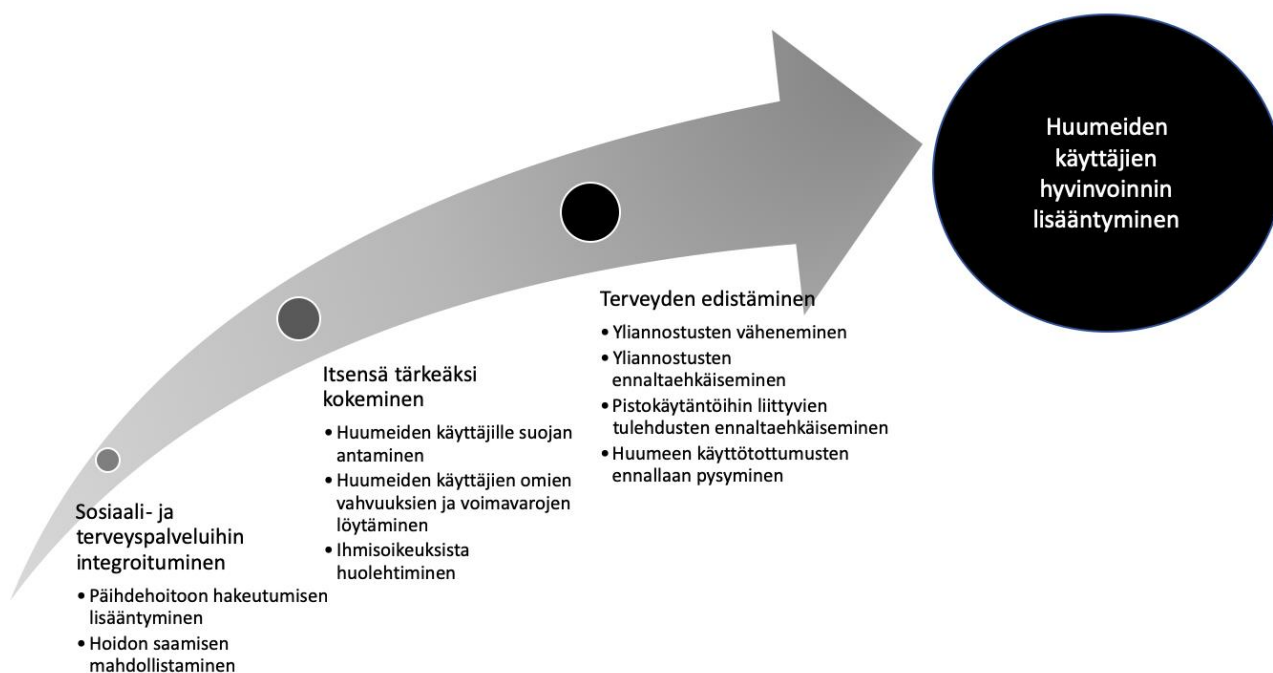 Huumeiden
käyttäjien
hyvinvoinnin
lisääntyminen
Terveyden edistäminen
• Yliannostusten väheneminen
• Yliannostusten
ennaltaehkäiseminen
• Pistokäytäntöihin liittyvien
tulehdusten ennaltaehkäiseminen
• Huumeen käyttötottumusten
ennallaan pysyminen
Itsensä tärkeäksi
kokeminen
• Huumeiden käyttäjille suojan
antaminen
• Huumeiden käyttäjien omien
vahvuuksien ja voimavarojen
löytäminen
• Ihmisoikeuksista
huolehtiminen
Sosiaali- ja
terveyspalveluihin
integroituminen
• Päihdehoitoon hakeutumisen
lisääntyminen
• Hoidon saamisen
mahdollistaminen